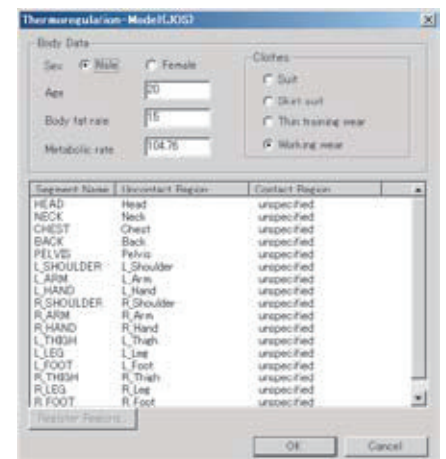 Thermoregulation-Model(JOS)
Body Data
Sex Male Female
Age 20
Body fat rate 15
Metabolic rate 104.76
Clothes
Suit
Skirt suit
Thin training wear
Working wear
Segment Name Uncontact Region Contact Region
HEAD Head unspecified
NECK Neck unspecified
CHEST Chest unspecified
BACK Back unspecified
PELVIS Pelvis unspecified
L_SHOULDER L_Shoulder unspecified
L_ARM L_Arm unspecified
L_HAND L_Hand unspecified
R_SHOULDER R_Shoulder unspecified
R_ARM R_Arm unspecified
R_HAND R_Hand unspecified
L_THIGH L_Thigh unspecified
L_LEG L_Leg unspecified
L_FOOT L_Foot unspecified
R_THIGH R_Thigh unspecified
R_LEG R_Leg unspecified
R_FOOT R_Foot unspecified
Register Regions...
OK Cancel